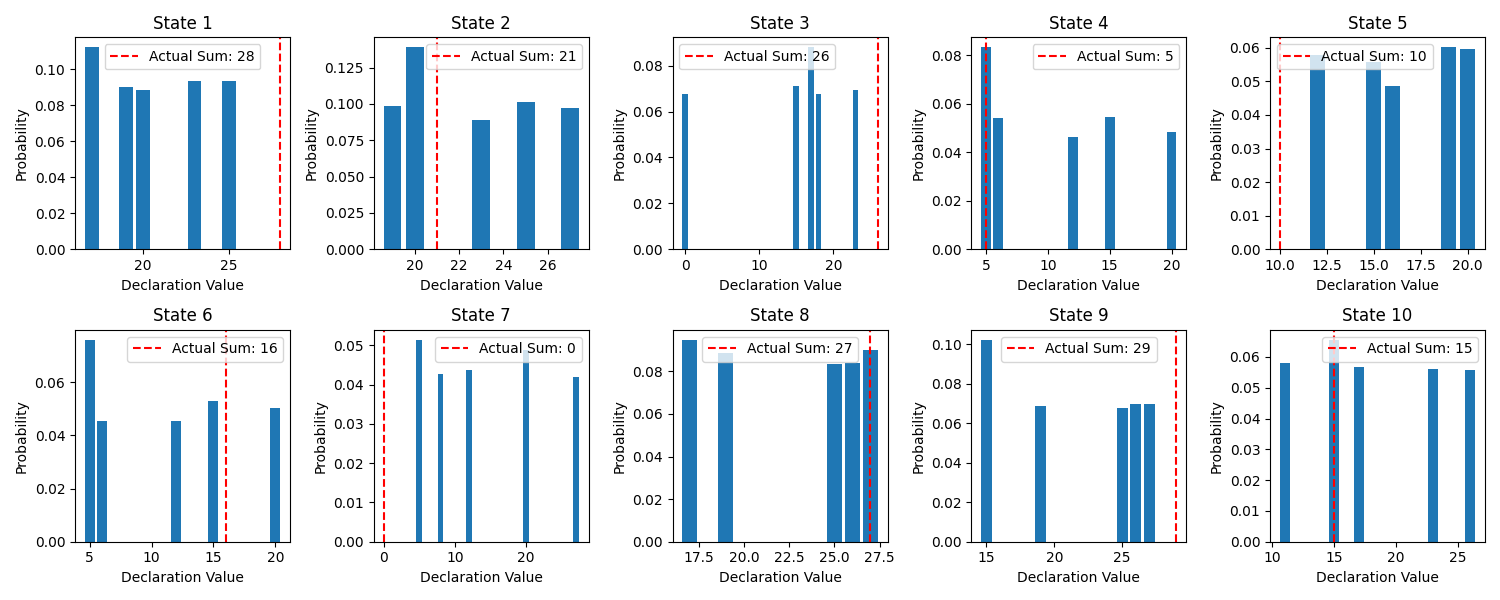 State 1
Actual Sum: 28
Probability
0.10
0.08
0.06
0.04
0.02
0.00
20 25
Declaration Value
State 2
Actual Sum: 21
Probability
0.125
0.100
0.075
0.050
0.025
0.000
20 22 24 26
Declaration Value
State 3
Actual Sum: 26
Probability
0.08
0.06
0.04
0.02
0.00
0 10 20
Declaration Value
State 4
Actual Sum: 5
Probability
0.08
0.06
0.04
0.02
0.00
5 10 15 20
Declaration Value
State 5
Actual Sum: 10
Probability
0.06
0.05
0.04
0.03
0.02
0.01
0.00
10.0 12.5 15.0 17.5 20.0
Declaration Value
State 6
Actual Sum: 16
Probability
0.06
0.04
0.02
0.00
5 10 15 20
Declaration Value
State 7
Actual Sum: 0
Probability
0.05
0.04
0.03
0.02
0.01
0.00
0 10 20
Declaration Value
State 8
Actual Sum: 27
Probability
0.08
0.06
0.04
0.02
0.00
17.5 20.0 22.5 25.0 27.5
Declaration Value
State 9
Actual Sum: 29
Probability
0.10
0.08
0.06
0.04
0.02
0.00
15 20 25
Declaration Value
State 10
Actual Sum: 15
Probability
0.06
0.05
0.04
0.03
0.02
0.01
0.00
10 15 20 25
Declaration Value